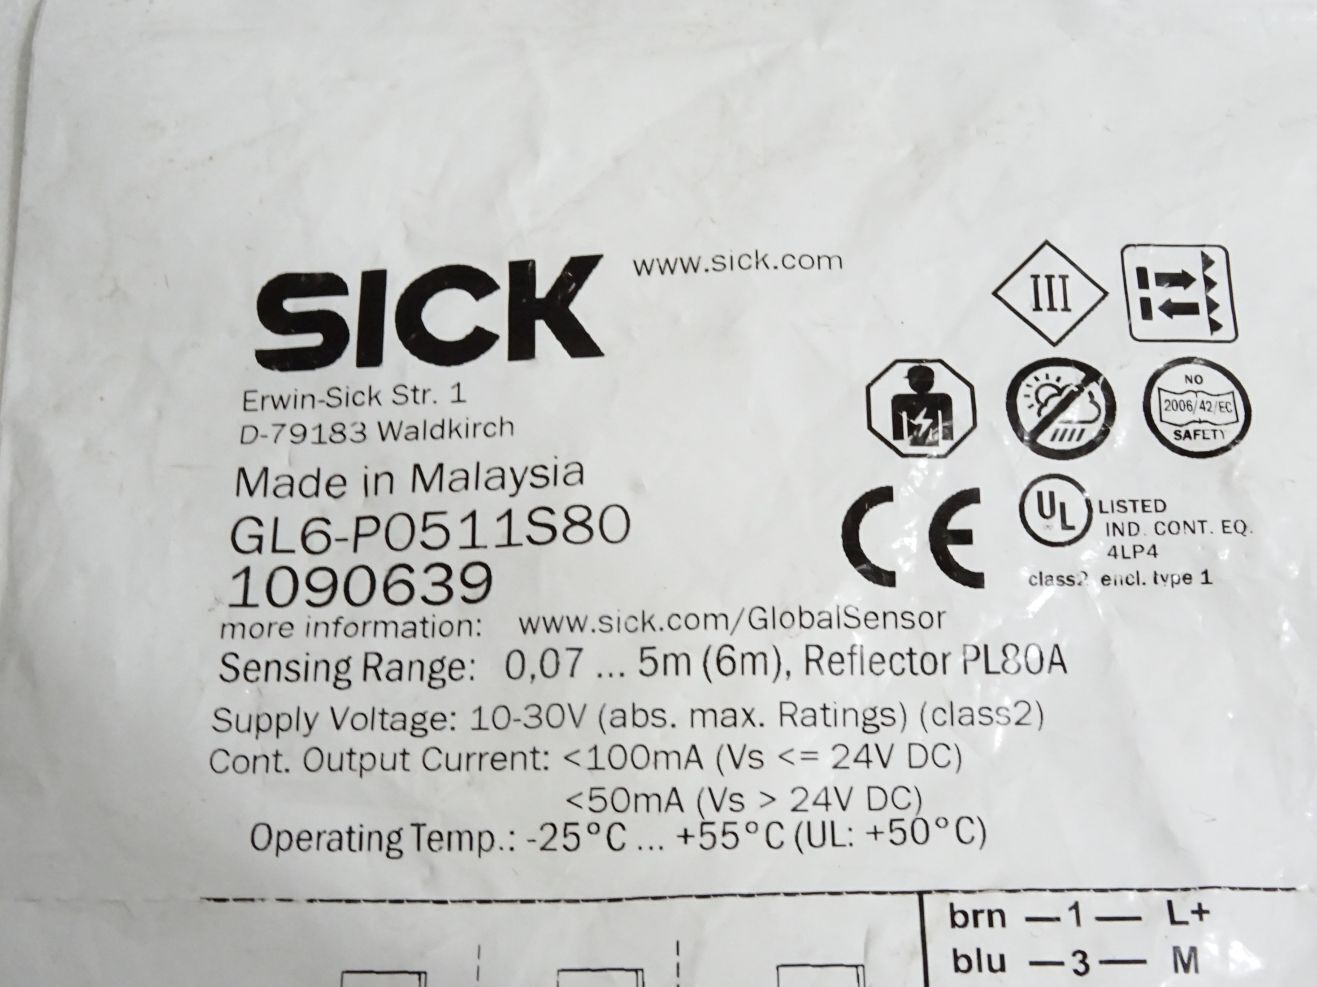 SICK
www.sick.com
III
Erwin-Sick Str. 1
D-79183 Waldkirch
NO
2006/42/EC
SAFETY
Made in Malaysia
GL6-P0511S80
1090639
CE
UL
LISTED
IND. CONT. EQ.
4LP4
class2 encl. type 1
more information: www.sick.com/GlobalSensor
Sensing Range: 0,07 ... 5m (6m), Reflector PL80A
Supply Voltage: 10-30V (abs. max. Ratings) (class2)
Cont. Output Current: <100mA (Vs <= 24V DC)
<50mA (Vs > 24V DC)
Operating Temp.: -25°C ... +55°C (UL: +50°C)
brn — 1 — L+
blu — 3 — M